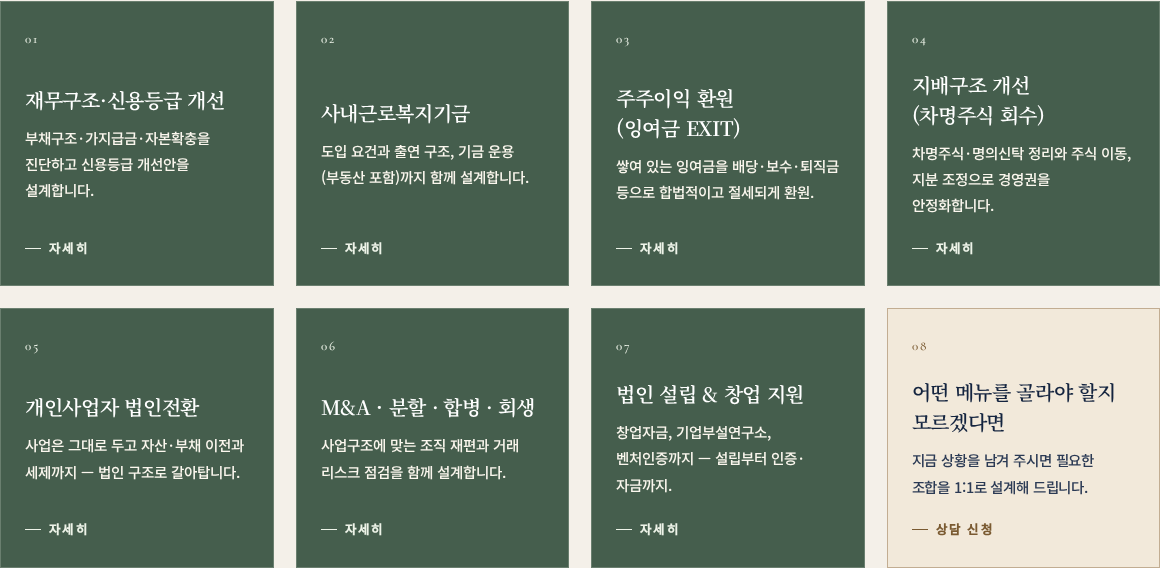 01
재무구조·신용등급 개선
부채구조·가지급금·자본확충을
진단하고 신용등급 개선안을
설계합니다.
— 자세히
02
사내근로복지기금
도입 요건과 출연 구조, 기금 운용
(부동산 포함)까지 함께 설계합니다.
— 자세히
03
주주이익 환원
(잉여금 EXIT)
쌓여 있는 잉여금을 배당·보수·퇴직금
등으로 합법적이고 절세되게 환원.
— 자세히
04
지배구조 개선
(차명주식 회수)
차명주식·명의신탁 정리와 주식 이동,
지분 조정으로 경영권을
안정화합니다.
— 자세히
05
개인사업자 법인전환
사업은 그대로 두고 자산·부채 이전과
세제까지 — 법인 구조로 갈아탑니다.
— 자세히
06
M&A · 분할 · 합병 · 회생
사업구조에 맞는 조직 재편과 거래
리스크 점검을 함께 설계합니다.
— 자세히
07
법인 설립 & 창업 지원
창업자금, 기업부설연구소,
벤처인증까지 — 설립부터 인증·
자금까지.
— 자세히
08
어떤 메뉴를 골라야 할지
모르겠다면
지금 상황을 남겨 주시면 필요한
조합을 1:1로 설계해 드립니다.
— 상담 신청